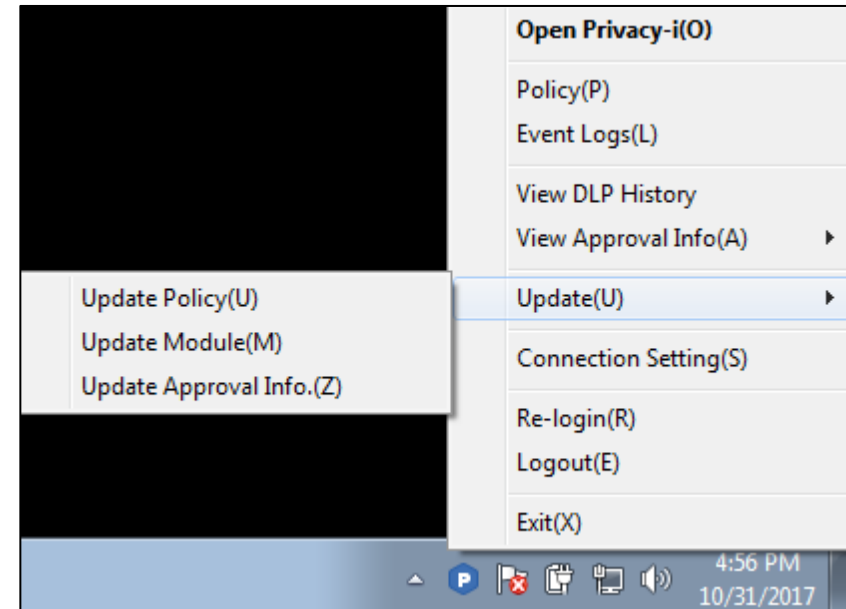 Open Privacy-i(O)
Policy(P)
Event Logs(L)
View DLP History
View Approval Info(A)
Update(U)
Update Policy(U)
Update Module(M)
Update Approval Info.(Z)
Connection Setting(S)
Re-login(R)
Logout(E)
Exit(X)
P
4:56 PM
10/31/2017